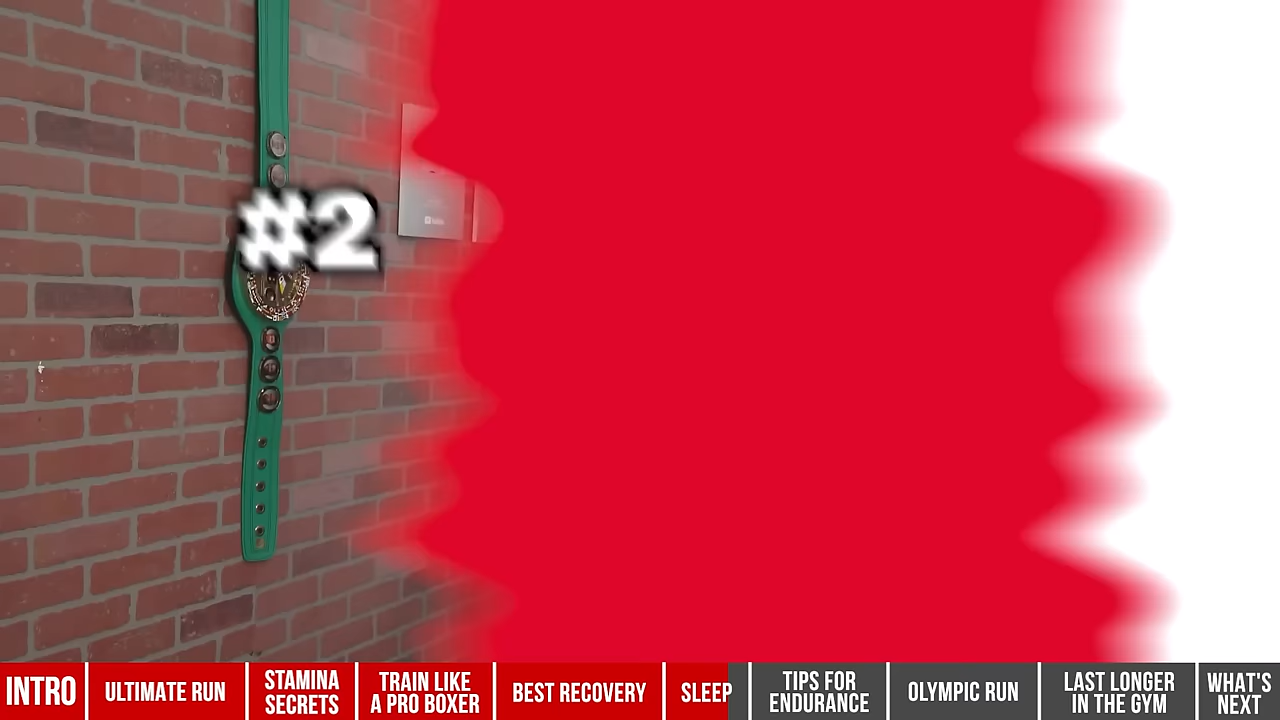 #2
INTRO
ULTIMATE RUN
STAMINA
SECRETS
TRAIN LIKE
A PRO BOXER
BEST RECOVERY
SLEEP
TIPS FOR
ENDURANCE
OLYMPIC RUN
LAST LONGER
IN THE GYM
WHAT'S
NEXT